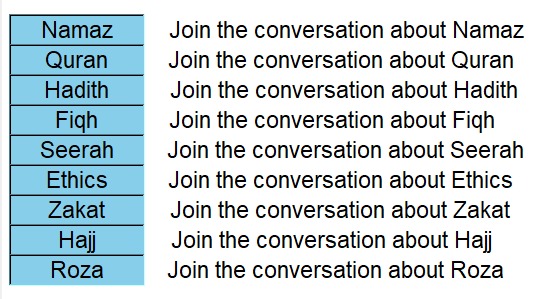 Namaz Join the conversation about Namaz
Quran Join the conversation about Quran
Hadith Join the conversation about Hadith
Fiqh Join the conversation about Fiqh
Seerah Join the conversation about Seerah
Ethics Join the conversation about Ethics
Zakat Join the conversation about Zakat
Hajj Join the conversation about Hajj
Roza Join the conversation about Roza